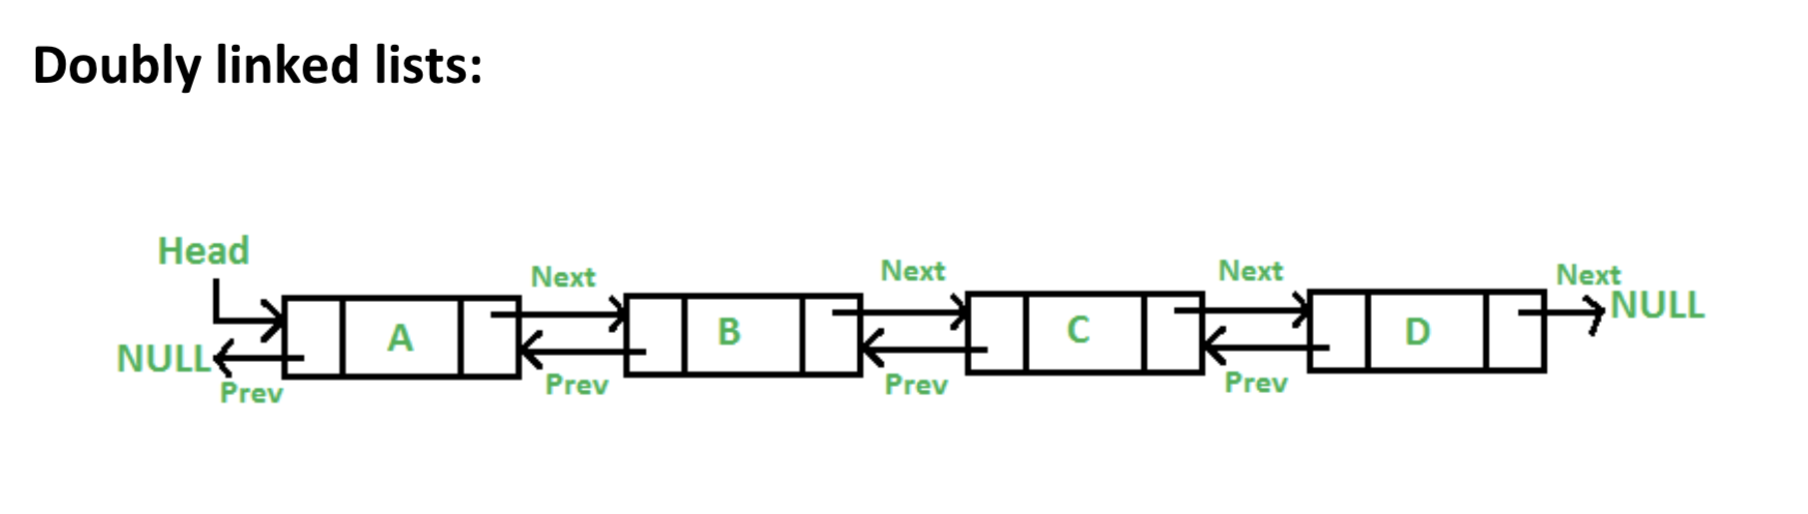 Doubly linked lists:
Head
Next Next Next Next
A B C D NULL
NULL
Prev Prev Prev Prev